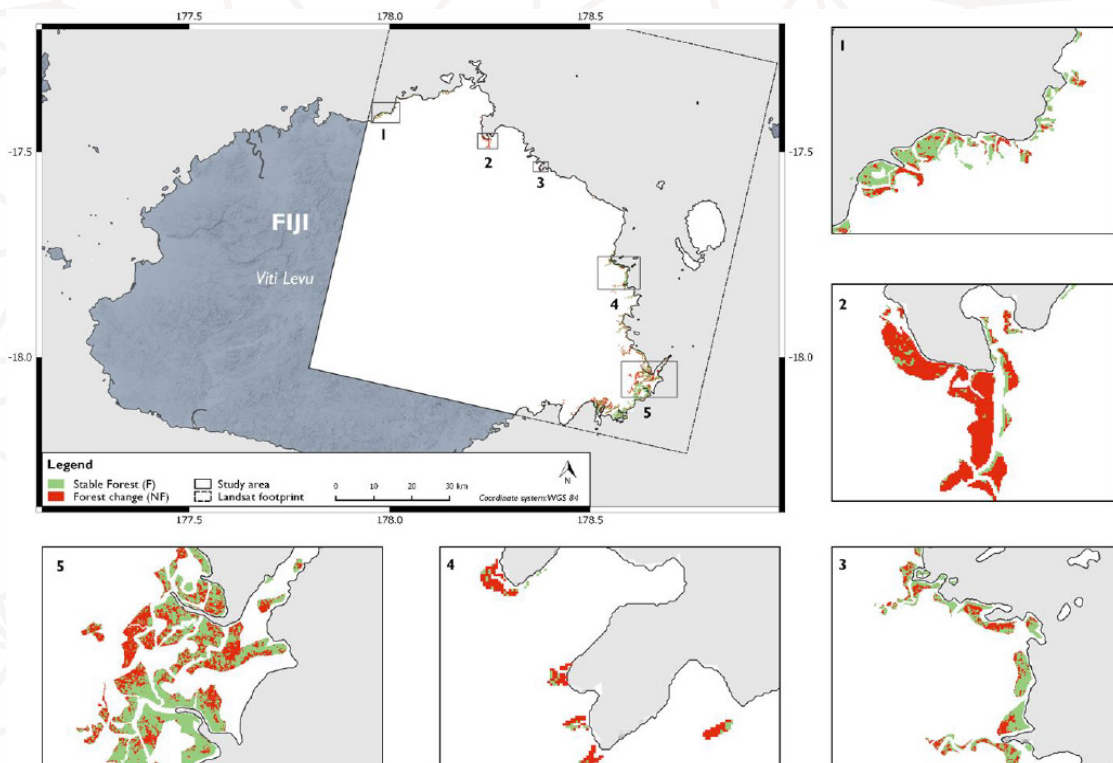 177.5 178.0 178.5
1
-17.5 -17.5
1
2
3
FIJI
Viti Levu
4
2
-18.0 -18.0
5
Legend
Stable Forest (F) Study area
Forest change (NF) Landsat footprint
0 10 20 30 km
N
Coordinate system: WGS 84
177.5 178.0 178.5
5
4
3